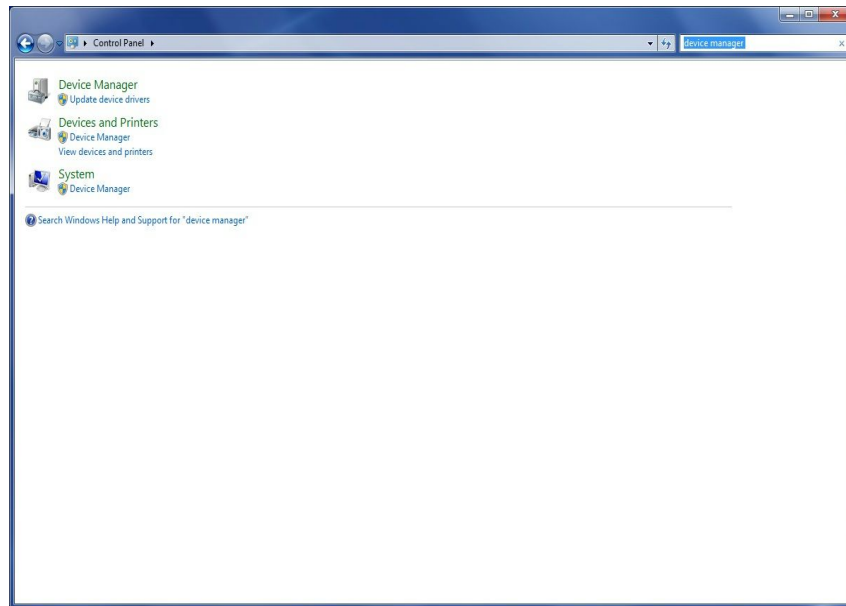 Control Panel
device manager
Device Manager
Update device drivers
Devices and Printers
Device Manager
View devices and printers
System
Device Manager
Search Windows Help and Support for "device manager"